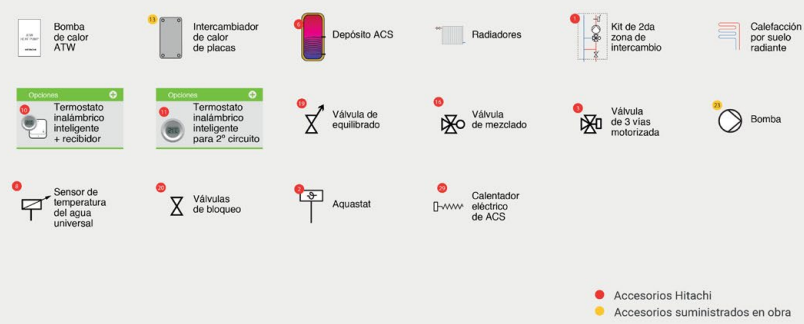 Bomba
de calor
ATW
13
Intercambiador
de calor
de placas
6
Depósito ACS
Radiadores
1
Kit de 2da
zona de
intercambio
Calefacción
por suelo
radiante
Opciones
10
Termostato
inalámbrico
inteligente
+ recibidor
Opciones
11
Termostato
inalámbrico
inteligente
para 2º circuito
19
Válvula de
equilibrado
Válvula
de mezclado
5
Válvula
de 3 vías
motorizada
23
Bomba
8
Sensor de
temperatura
del agua
universal
20
Válvulas
de bloqueo
Aquastat
29
Calentador
eléctrico
de ACS
Accesorios Hitachi
Accesorios suministrados en obra